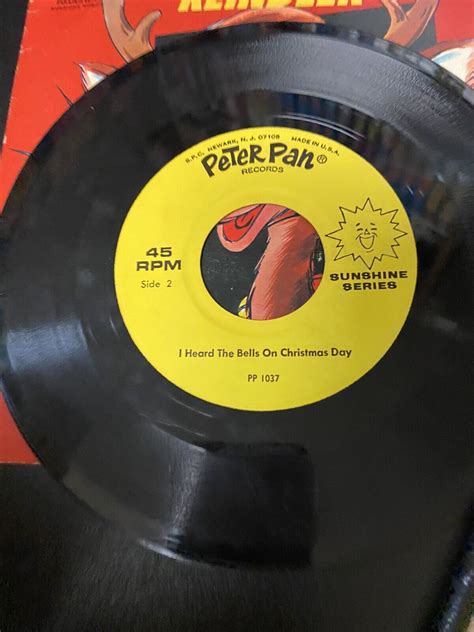 REINDEER
S.P.C. NEWARK, N. J. 07105 MADE IN U.S.A.
Peter Pan®
RECORDS
45
RPM
Side 2
SUNSHINE
SERIES
I Heard The Bells On Christmas Day
PP 1037